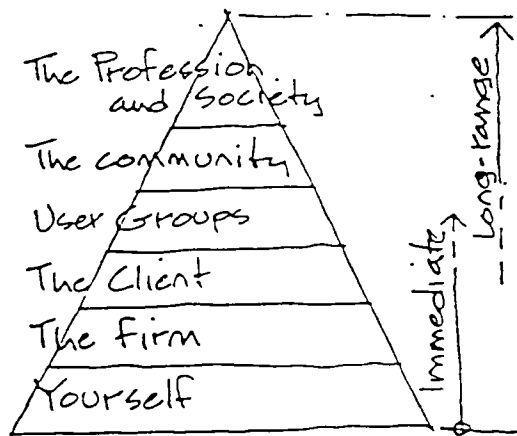 The Profession
and Society
The community
User Groups
The Client
The Firm
Yourself
Immediate
Long-range